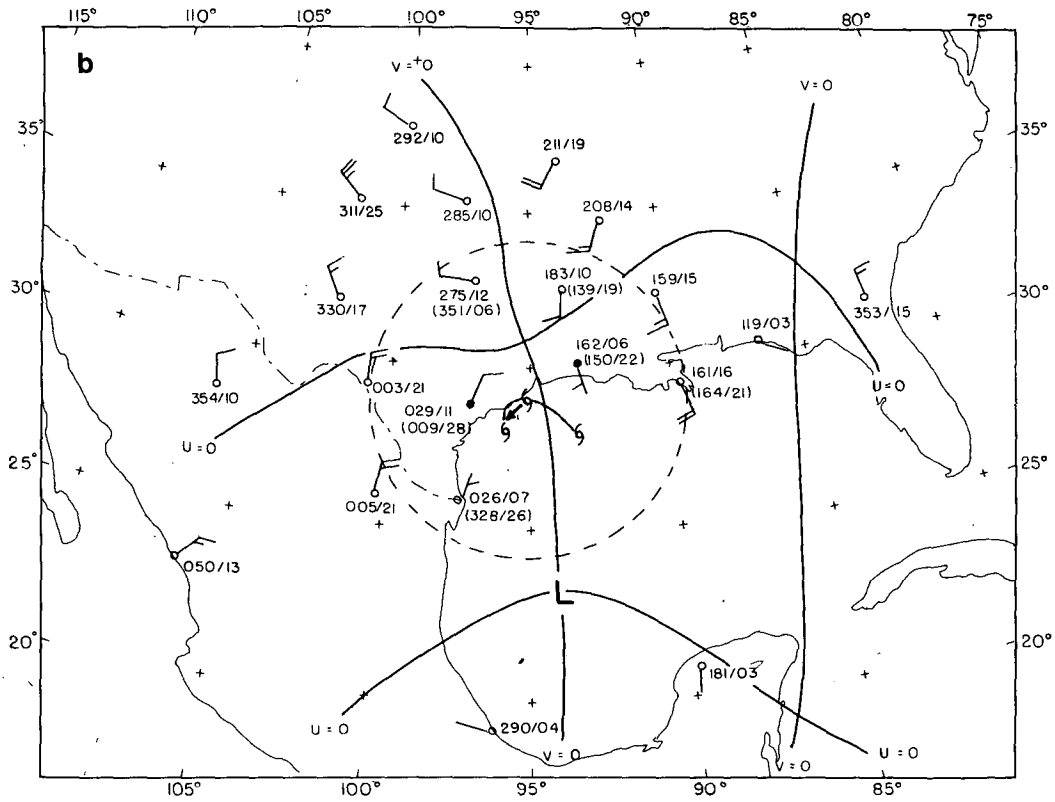 115° 110° 105° 100° 95° 90° 85° 80° 75°
b
V = 0
V = 0
35° 35°
292/10
211/19
311/25
285/10
208/14
30° 30°
330/17
275/12
(351/06)
183/10
(139/19)
159/15
353/15
119/03
162/06
(150/22)
354/10
003/21
161/16
(164/21)
029/11
(009/28)
U = 0
U = 0
25° 25°
005/21
026/07
(328/26)
050/13
L
20° 20°
181/03
290/04
U = 0
V = 0
V = 0
U = 0
105° 100° 95° 90° 85°